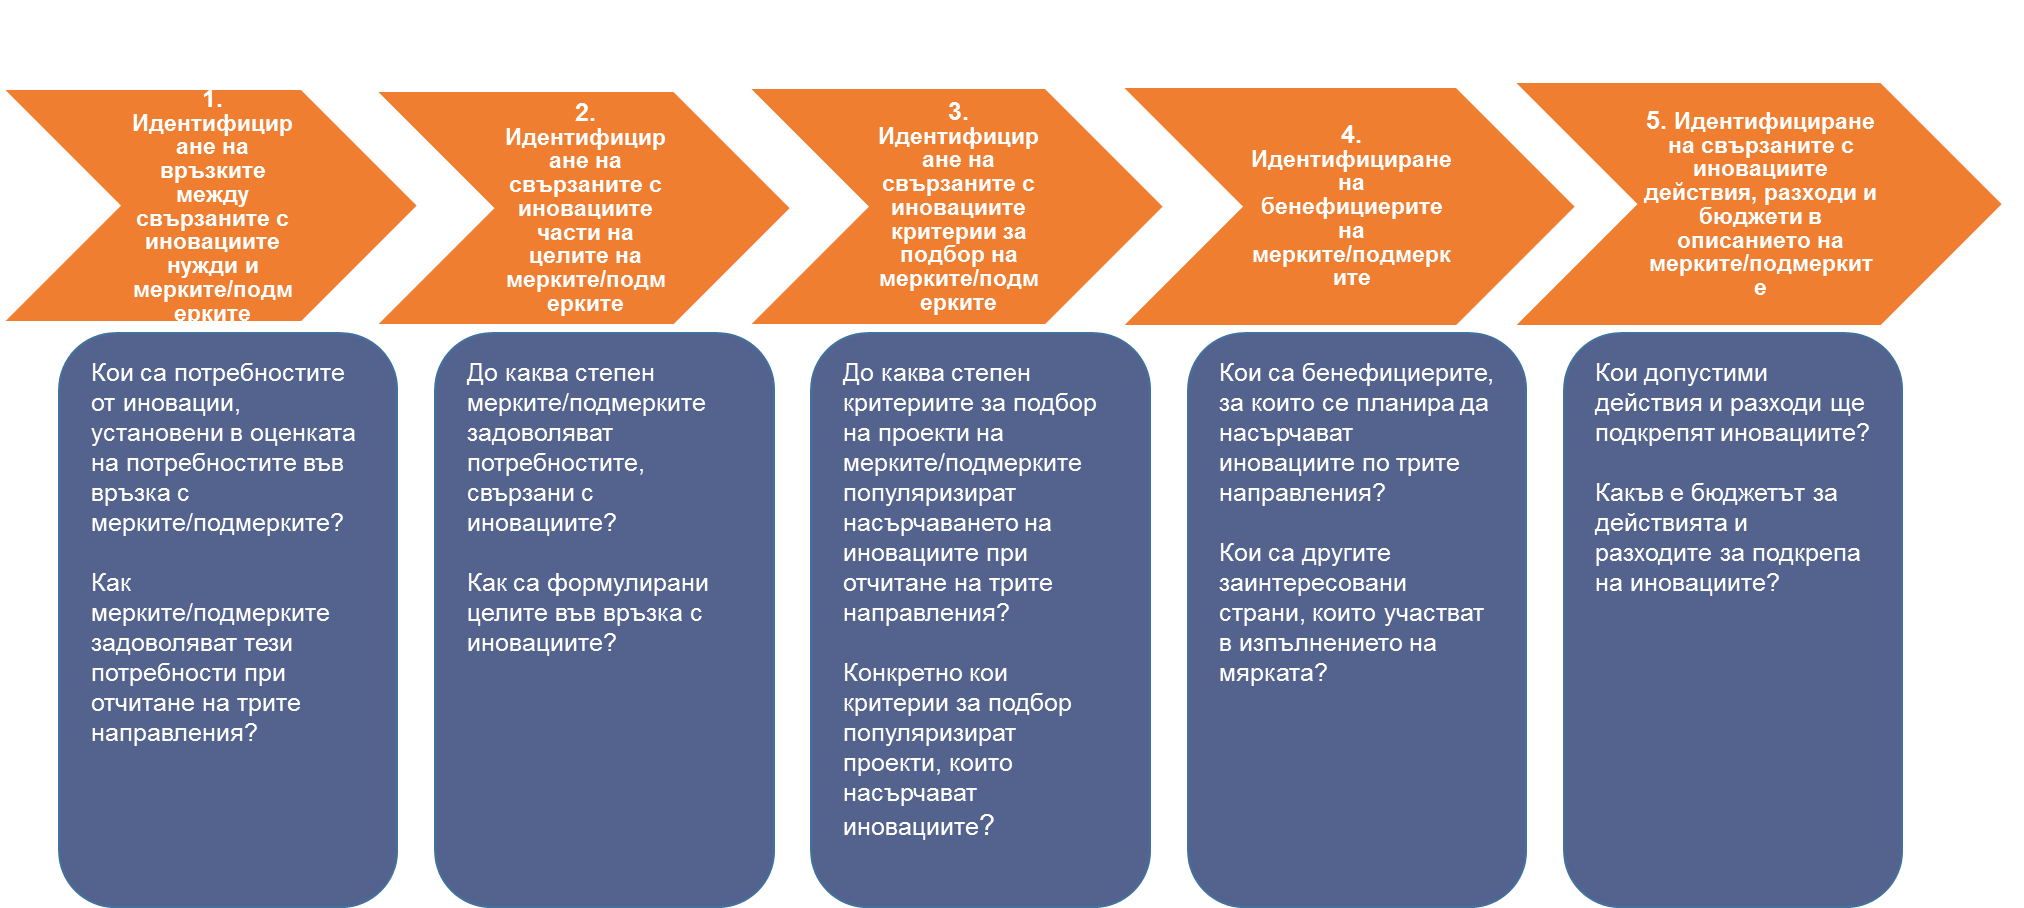 1.
Идентифицир
ане на
връзките
между
свързаните с
иновациите
нужди и
мерките/подм
ерките
2.
Идентифицир
ане на
свързаните с
иновациите
части на
целите на
мерките/подм
ерките
3.
Идентифицир
ане на
свързаните с
иновациите
критерии за
подбор на
мерките/подм
ерките
4.
Идентифициране
на
бенефициерите
на
мерките/подмерк
ите
5. Идентифициране
на свързаните с
иновациите
действия, разходи и
бюджети в
описанието на
мерките/подмеркит
е
Кои са потребностите
от иновации,
установени в оценката
на потребностите във
връзка с
мерките/подмерките?
Как
мерките/подмерките
задоволяват тези
потребности при
отчитане на трите
направления?
До каква степен
мерките/подмерките
задоволяват
потребностите,
свързани с
иновациите?
Как са формулирани
целите във връзка с
иновациите?
До каква степен
критериите за подбор
на проекти на
мерките/подмерките
популяризират
насърчаването на
иновациите при
отчитане на трите
направления?
Конкретно кои
критерии за подбор
популяризират
проекти, които
насърчават
иновациите?
Кои са бенефициерите,
за които се планира да
насърчават
иновациите по трите
направления?
Кои са другите
заинтересовани
страни, които участват
в изпълнението на
мярката?
Кои допустими
действия и разходи ще
подкрепят иновациите?
Какъв е бюджетът за
действията и
разходите за подкрепа
на иновациите?